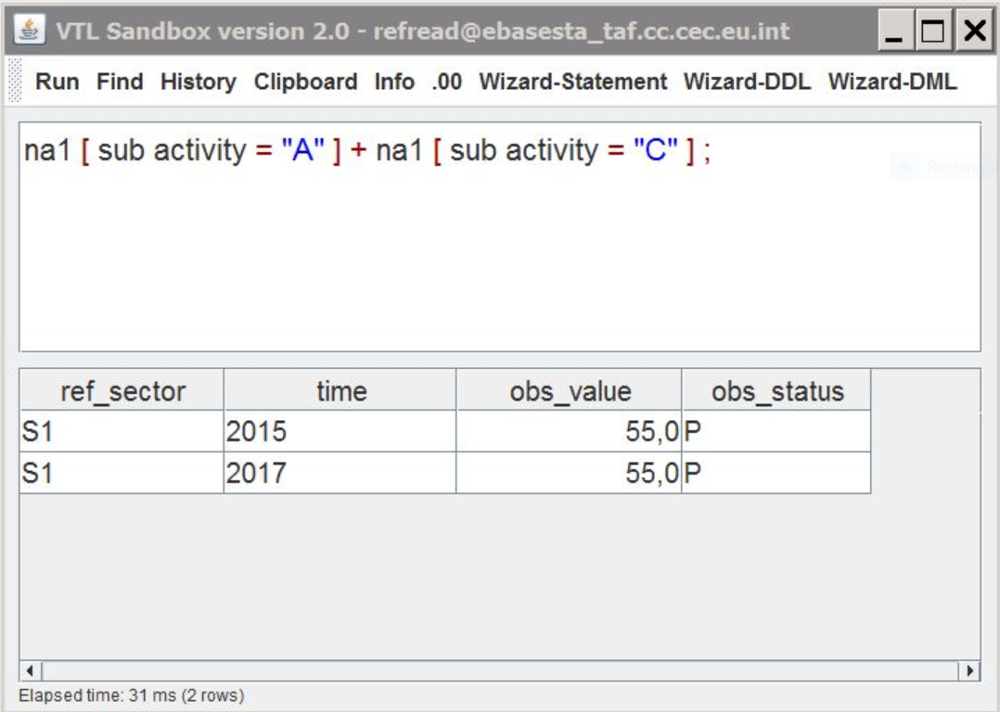 VTL Sandbox version 2.0 - refread@ebasesta_taf.cc.cec.eu.int
Run Find History Clipboard Info .00 Wizard-Statement Wizard-DDL Wizard-DML
na1 [ sub activity = "A" ] + na1 [ sub activity = "C" ] ;
ref_sector time obs_value obs_status
S1 2015 55,0 P
S1 2017 55,0 P
Elapsed time: 31 ms (2 rows)